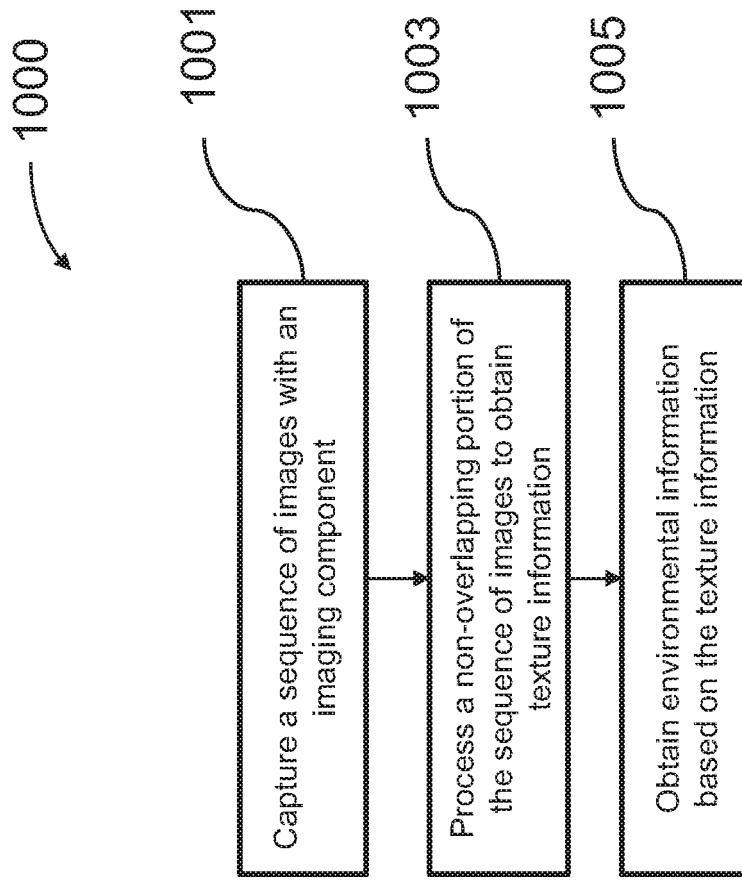 1000
Capture a sequence of images with an
imaging component
1001
Process a non-overlapping portion of
the sequence of images to obtain
texture information
1003
Obtain environmental information
based on the texture information
1005